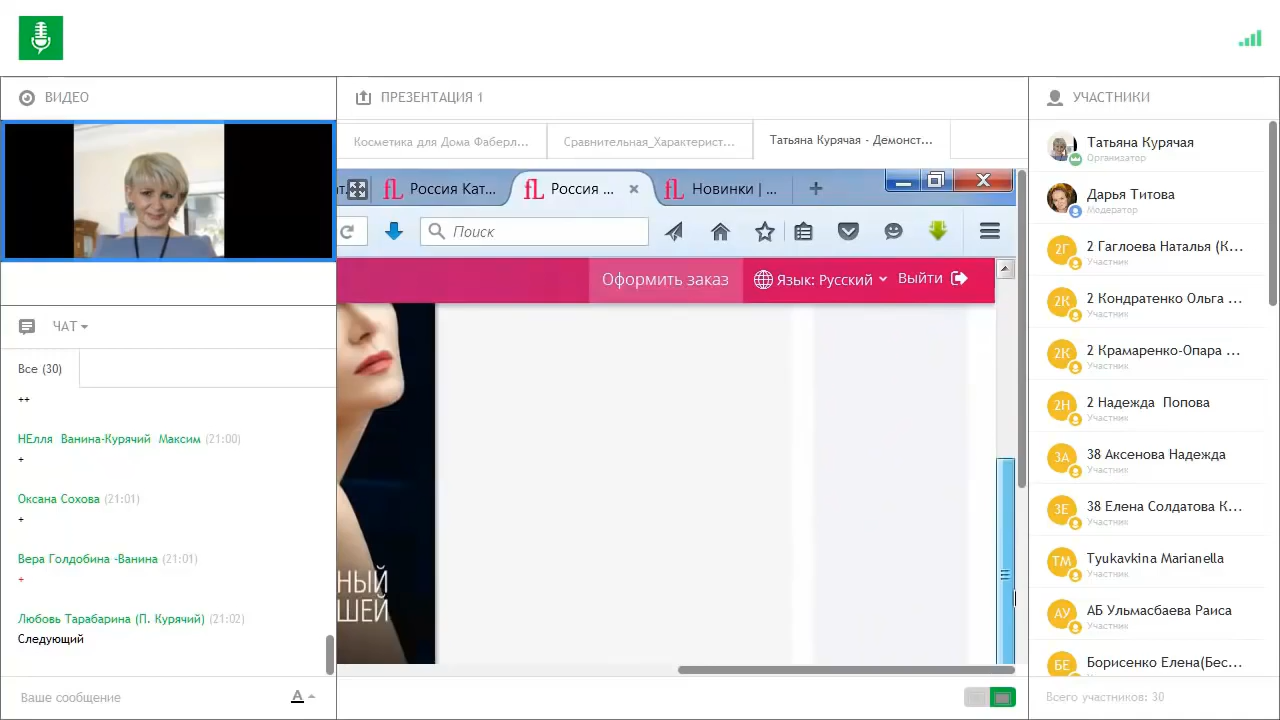 ВИДЕО
ПРЕЗЕНТАЦИЯ 1
УЧАСТНИКИ
Косметика для Дома Фаберл...
Сравнительная_Характерист...
Татьяна Курячая - Демонст...
Россия Кат...
Россия ...
Новинки | ...
Поиск
Оформить заказ
Язык: Русский
Выйти
НЫЙ
ШЕЙ
ЧАТ
Все (30)
++
НЕлля Ванина-Курячий Максим (21:00)
+
Оксана Сохова (21:01)
+
Вера Голдобина -Ванина (21:01)
+
Любовь Тарабарина (П. Курячий) (21:02)
Следующий
Ваше сообщение
A
Татьяна Курячая
Организатор
Дарья Титова
Модератор
2Г
2 Гаглоева Наталья (К...
Участник
2К
2 Кондратенко Ольга ...
Участник
2К
2 Крамаренко-Опара ...
Участник
2Н
2 Надежда Попова
Участник
3А
38 Аксенова Надежда
Участник
3Е
38 Елена Солдатова К...
Участник
TM
Tyukavkina Marianella
Участник
АУ
АБ Ульмасбаева Раиса
Участник
БЕ
Борисенко Елена(Бес...
Участник
Всего участников: 30